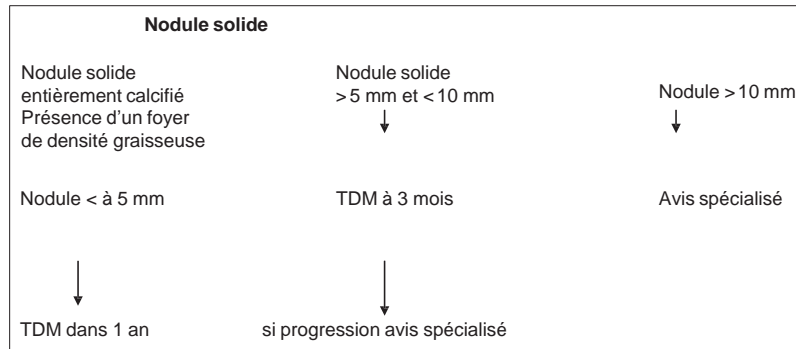 Nodule solide
Nodule solide
entièrement calcifié
Présence d'un foyer
de densité graisseuse
Nodule < à 5 mm
TDM dans 1 an
Nodule solide
> 5 mm et < 10 mm
TDM à 3 mois
si progression avis spécialisé
Nodule > 10 mm
Avis spécialisé